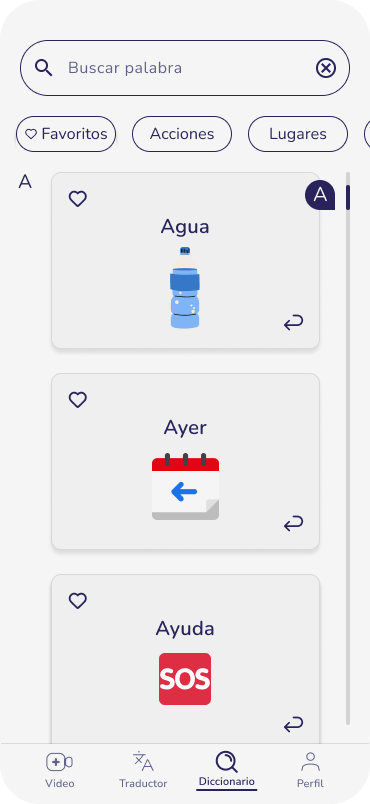 Buscar palabra
Favoritos Acciones Lugares
A
A
Agua
Ayer
Ayuda
SOS
Video Traductor Diccionario Perfil